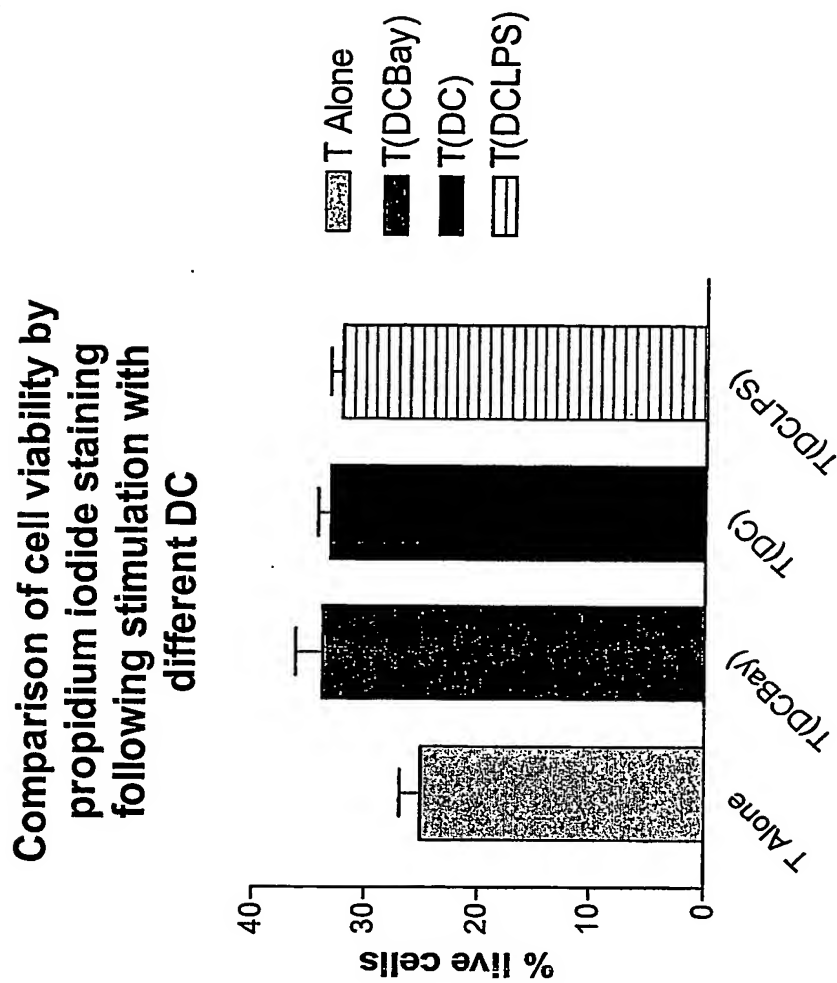 Comparison of cell viability by
propidium iodide staining
following stimulation with
different DC
% live cells
40
30
20
10
0
T Alone
T(DCBay)
T(DC)
T(DCLPS)
T Alone
T(DCBay)
T(DC)
T(DCLPS)